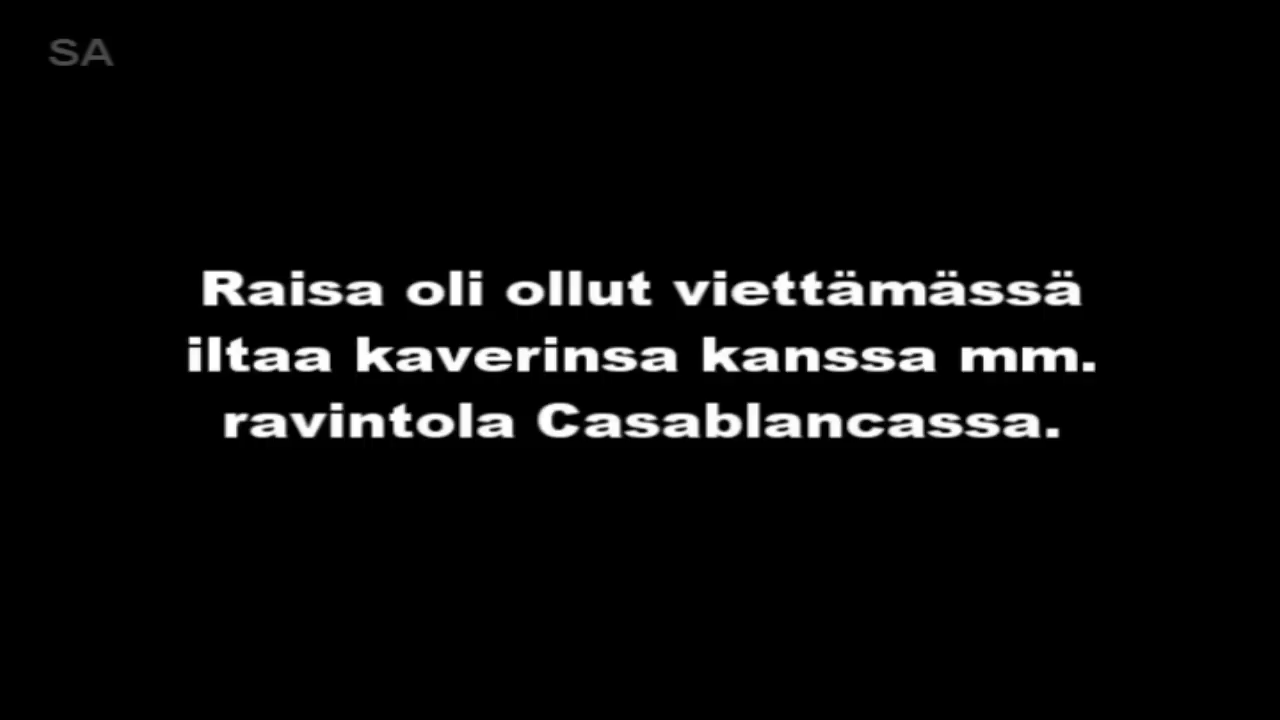 SA
Raisa oli ollut viettämässä
iltaa kaverinsa kanssa mm.
ravintola Casablancassa.